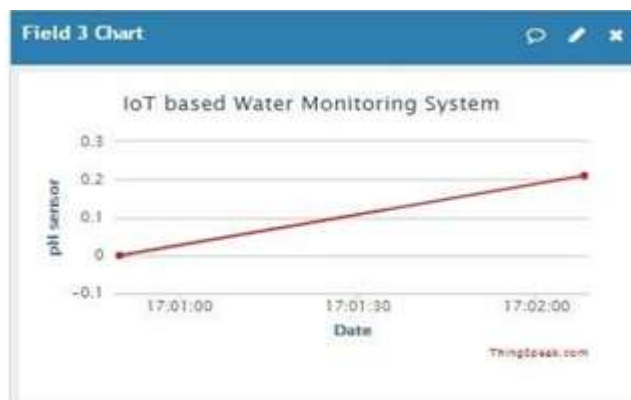 Field 3 Chart
IoT based Water Monitoring System
0.3
0.2
0.1
0
-0.1
pH sensor
17:01:00 17:01:30 17:02:00
Date
ThingSpeak.com